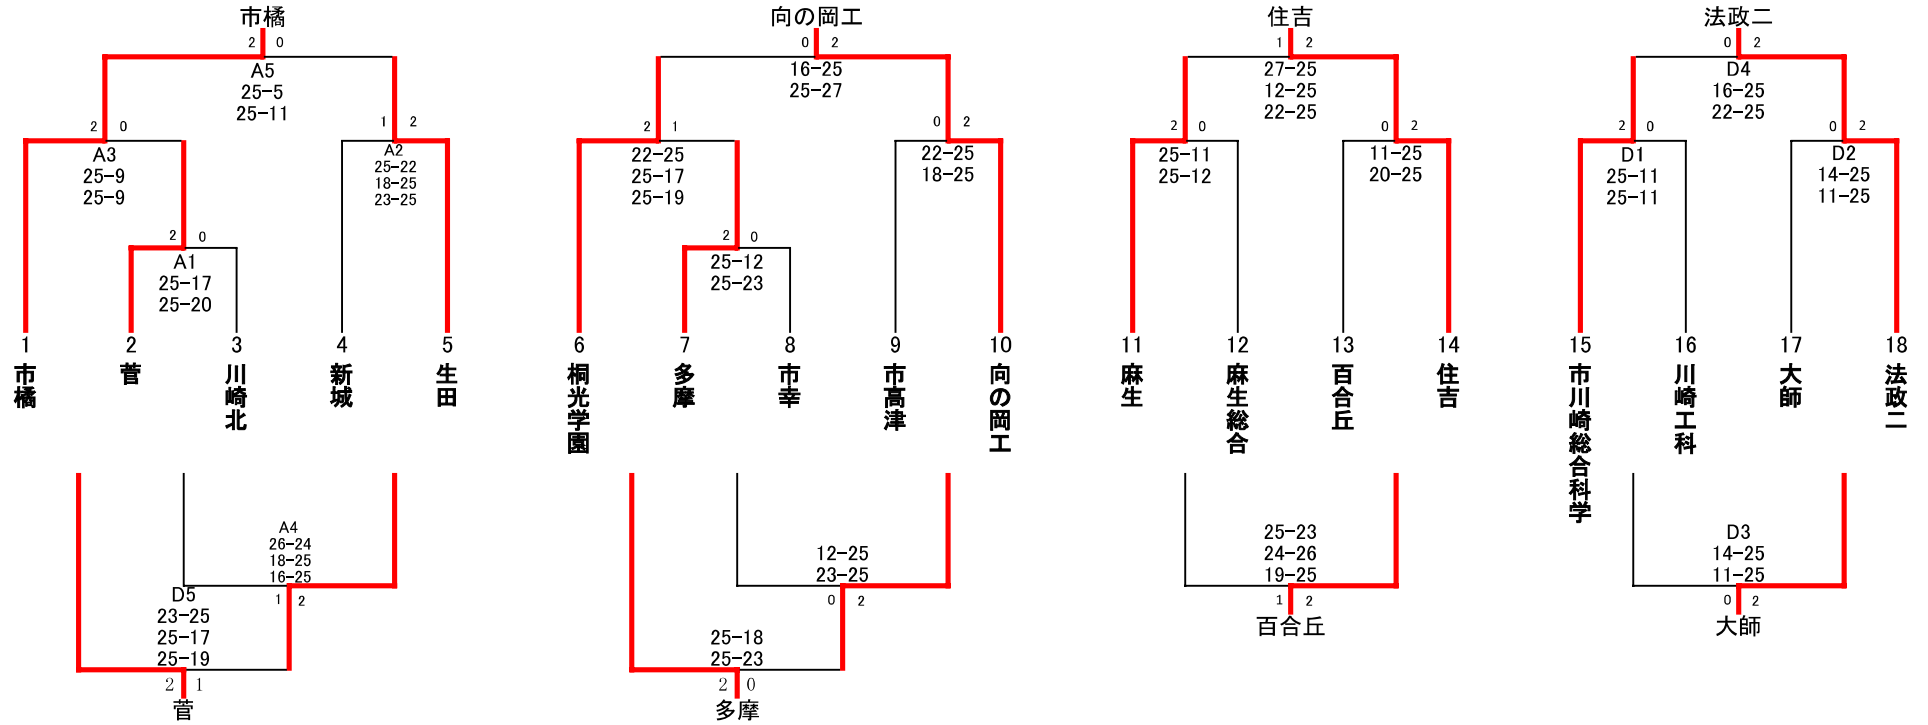 市橘
2 0
A5
25-5
25-11
2 0
A3
25-9
25-9
1 2
A2
25-22
18-25
23-25
2 0
A1
25-17
25-20
1 2 3 4 5
市橘
菅
川崎北
新城
生田
A4
26-24
18-25
16-25
1 2
D5
23-25
25-17
25-19
2 1
菅
向の岡工
0 2
16-25
25-27
2 1
22-25
25-17
25-19
0 2
22-25
18-25
2 0
25-12
25-23
6 7 8 9 10
桐光学園
多摩
市幸
市高津
向の岡工
12-25
23-25
0 2
25-18
25-23
2 0
多摩
住吉
1 2
27-25
12-25
22-25
2 0
25-11
25-12
0 2
11-25
20-25
11 12 13 14
麻生
麻生総合
百合丘
住吉
25-23
24-26
19-25
1 2
百合丘
法政二
0 2
D4
16-25
22-25
2 0
D1
25-11
25-11
0 2
D2
14-25
11-25
15 16 17 18
市川崎総合科学
川崎工科
大師
法政二
D3
14-25
11-25
0 2
大師